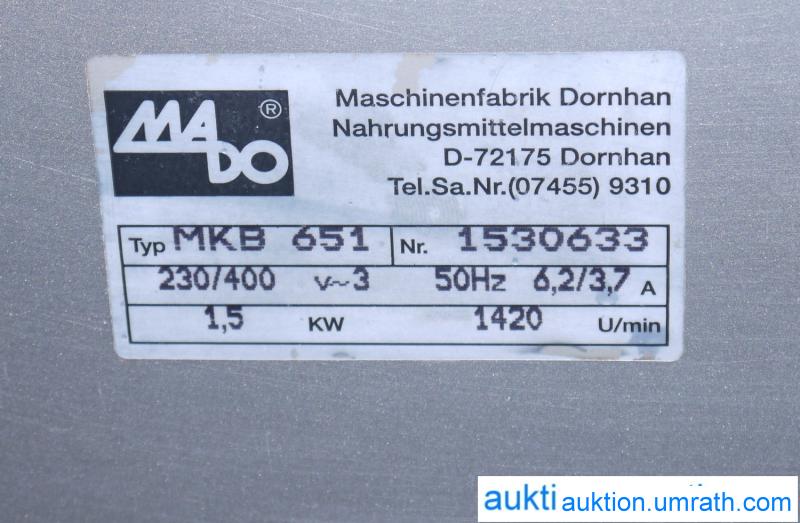 MADO ®
Maschinenfabrik Dornhan
Nahrungsmittelmaschinen
D-72175 Dornhan
Tel.Sa.Nr.(07455) 9310
Typ MKB 651 Nr. 1530633
230/400 V~3 50Hz 6,2/3,7 A
1,5 KW 1420 U/min
aukti auktion.umrath.com